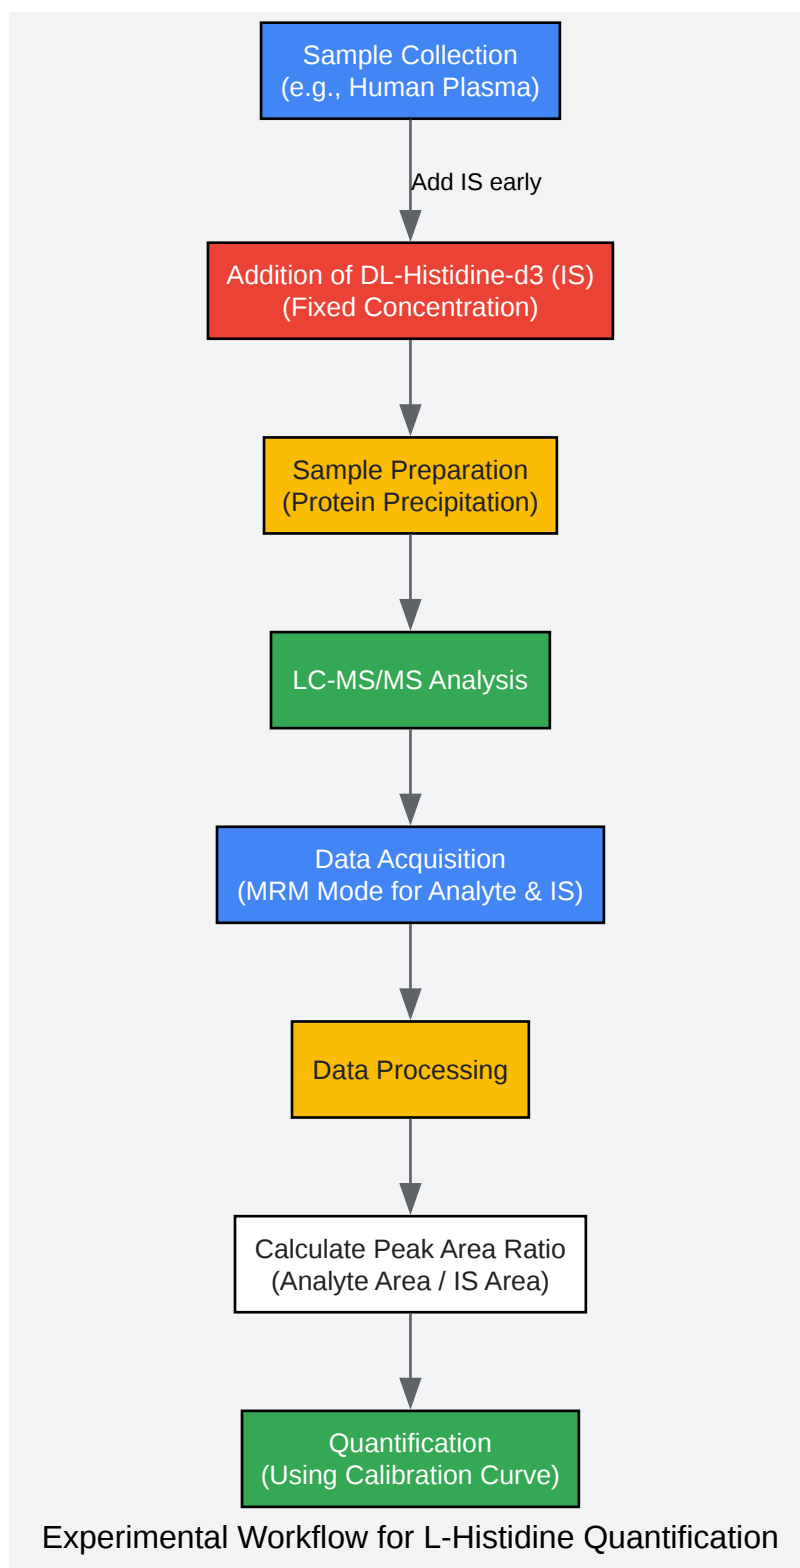 Sample Collection
(e.g., Human Plasma)
Add IS early
Addition of DL-Histidine-d3 (IS)
(Fixed Concentration)
Sample Preparation
(Protein Precipitation)
LC-MS/MS Analysis
Data Acquisition
(MRM Mode for Analyte & IS)
Data Processing
Calculate Peak Area Ratio
(Analyte Area / IS Area)
Quantification
(Using Calibration Curve)
Experimental Workflow for L-Histidine Quantification